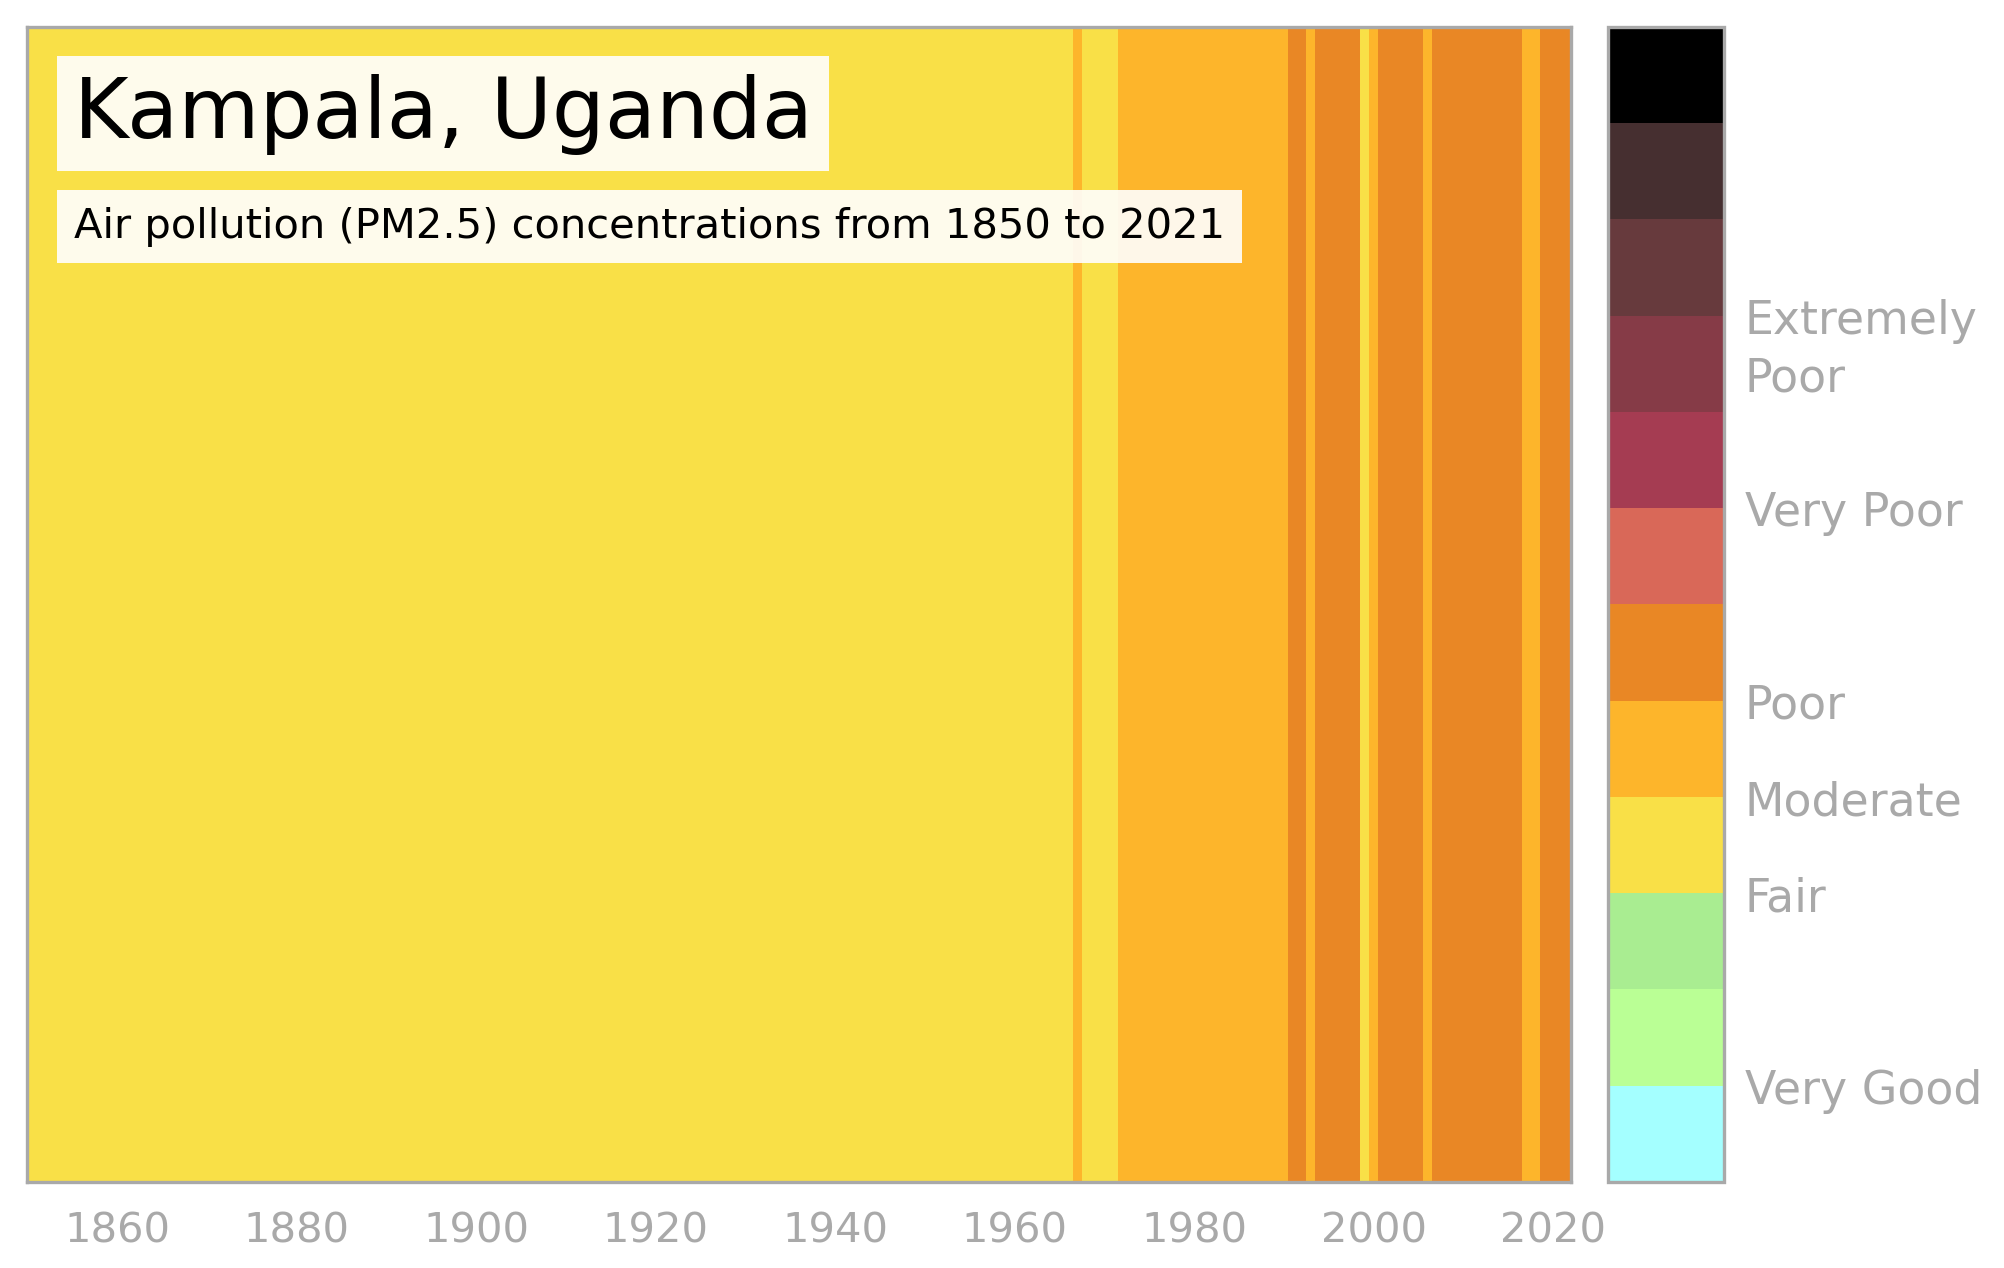 Kampala, Uganda
Air pollution (PM2.5) concentrations from 1850 to 2021
Extremely
Poor
Very Poor
Poor
Moderate
Fair
Very Good
1860 1880 1900 1920 1940 1960 1980 2000 2020